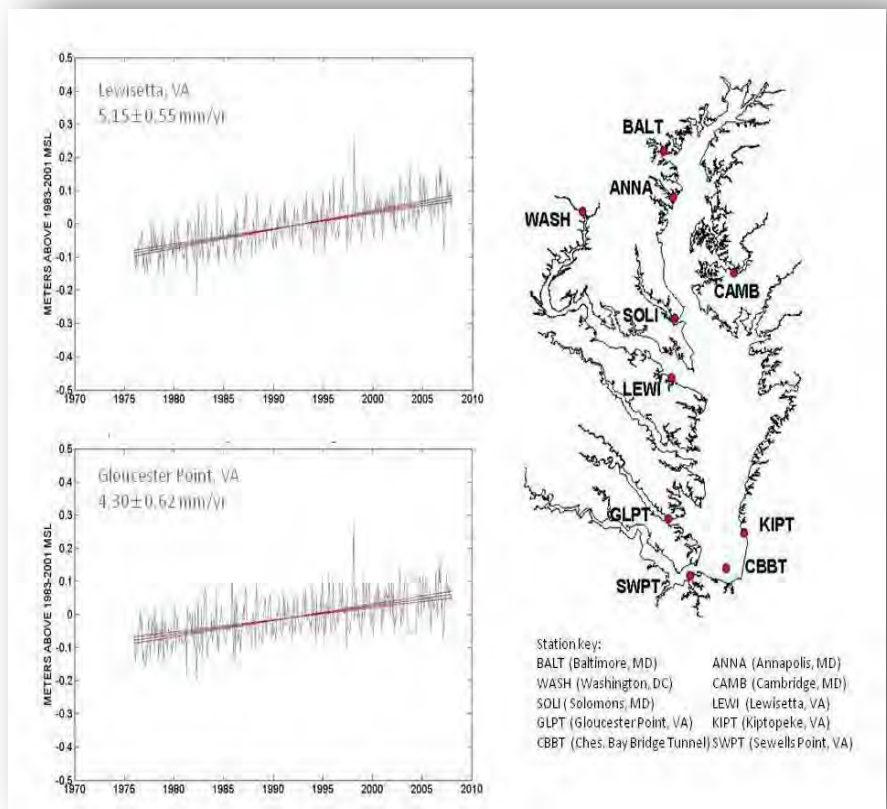 0.5
Lewisetta, VA
5.15±0.55 mm/yr
0.4
0.3
0.2
0.1
0
-0.1
-0.2
-0.3
-0.4
-0.5
METERS ABOVE 1983-2001 MSL
1970 1975 1980 1985 1990 1995 2000 2005 2010
0.5
Gloucester Point, VA
4.30±0.62 mm/yr
0.4
0.3
0.2
0.1
0
-0.1
-0.2
-0.3
-0.4
-0.5
METERS ABOVE 1983-2001 MSL
1970 1975 1980 1985 1990 1995 2000 2005 2010
BALT
ANNA
WASH
CAMB
SOLI
LEWI
GLPT
KIPT
CBBT
SWPT
Station key:
BALT (Baltimore, MD) ANNA (Annapolis, MD)
WASH (Washington, DC) CAMB (Cambridge, MD)
SOLI (Solomons, MD) LEWI (Lewisetta, VA)
GLPT (Gloucester Point, VA) KIPT (Kiptopeke, VA)
CBBT (Ches. Bay Bridge Tunnel) SWPT (Sewells Point, VA)